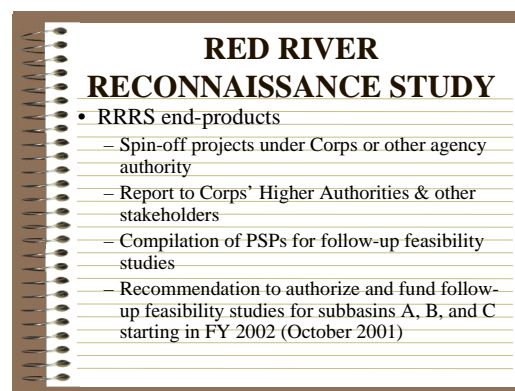 RED RIVER
RECONNAISSANCE STUDY
• RRRS end-products
– Spin-off projects under Corps or other agency
authority
– Report to Corps' Higher Authorities & other
stakeholders
– Compilation of PSPs for follow-up feasibility
studies
– Recommendation to authorize and fund follow-
up feasibility studies for subbasins A, B, and C
starting in FY 2002 (October 2001)